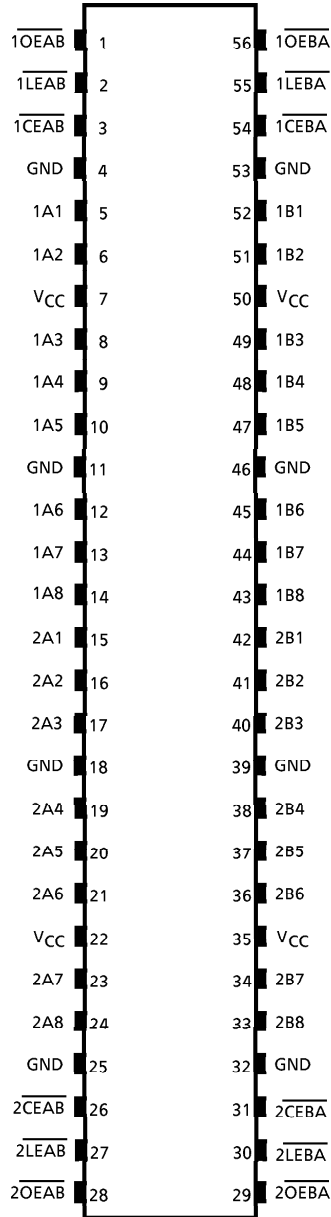 1OEAB 1 56 1OEBA
1LEAB 2 55 1LEBA
1CEAB 3 54 1CEBA
GND 4 53 GND
1A1 5 52 1B1
1A2 6 51 1B2
VCC 7 50 VCC
1A3 8 49 1B3
1A4 9 48 1B4
1A5 10 47 1B5
GND 11 46 GND
1A6 12 45 1B6
1A7 13 44 1B7
1A8 14 43 1B8
2A1 15 42 2B1
2A2 16 41 2B2
2A3 17 40 2B3
GND 18 39 GND
2A4 19 38 2B4
2A5 20 37 2B5
2A6 21 36 2B6
VCC 22 35 VCC
2A7 23 34 2B7
2A8 24 33 2B8
GND 25 32 GND
2CEAB 26 31 2CEBA
2LEAB 27 30 2LEBA
2OEAB 28 29 2OEBA